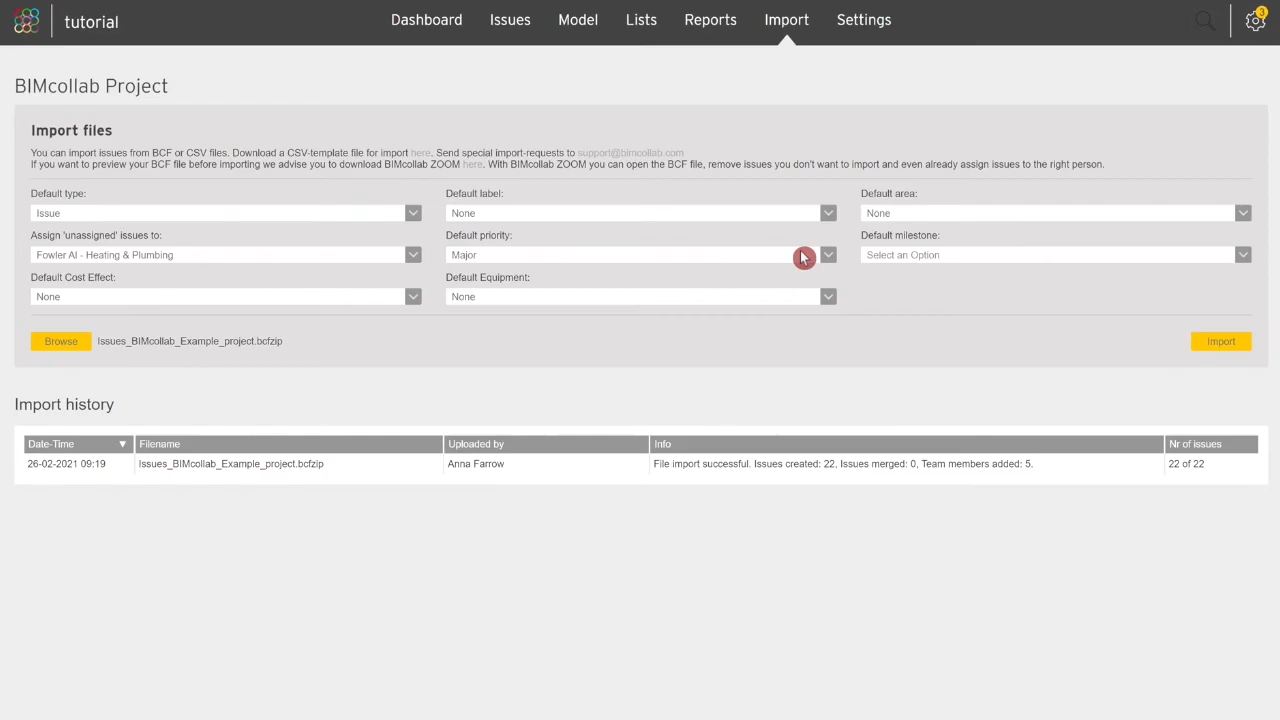 tutorial
Dashboard Issues Model Lists Reports Import Settings
3
BIMcollab Project
Import files
You can import issues from BCF or CSV files. Download a CSV-template file for import here. Send special import-requests to support@bimcollab.com
If you want to preview your BCF file before importing we advise you to download BIMcollab ZOOM here. With BIMcollab ZOOM you can open the BCF file, remove issues you don't want to import and even already assign issues to the right person.
Default type: Default label: Default area:
Issue None None
Assign 'unassigned' issues to: Default priority: Default milestone:
Fowler Al - Heating & Plumbing Major Select an Option
Default Cost Effect: Default Equipment:
None None
Browse Issues_BIMcollab_Example_project.bcfzip Import
Import history
Date-Time Filename Uploaded by Info Nr of issues
26-02-2021 09:19 Issues_BIMcollab_Example_project.bcfzip Anna Farrow File import successful. Issues created: 22, Issues merged: 0, Team members added: 5. 22 of 22